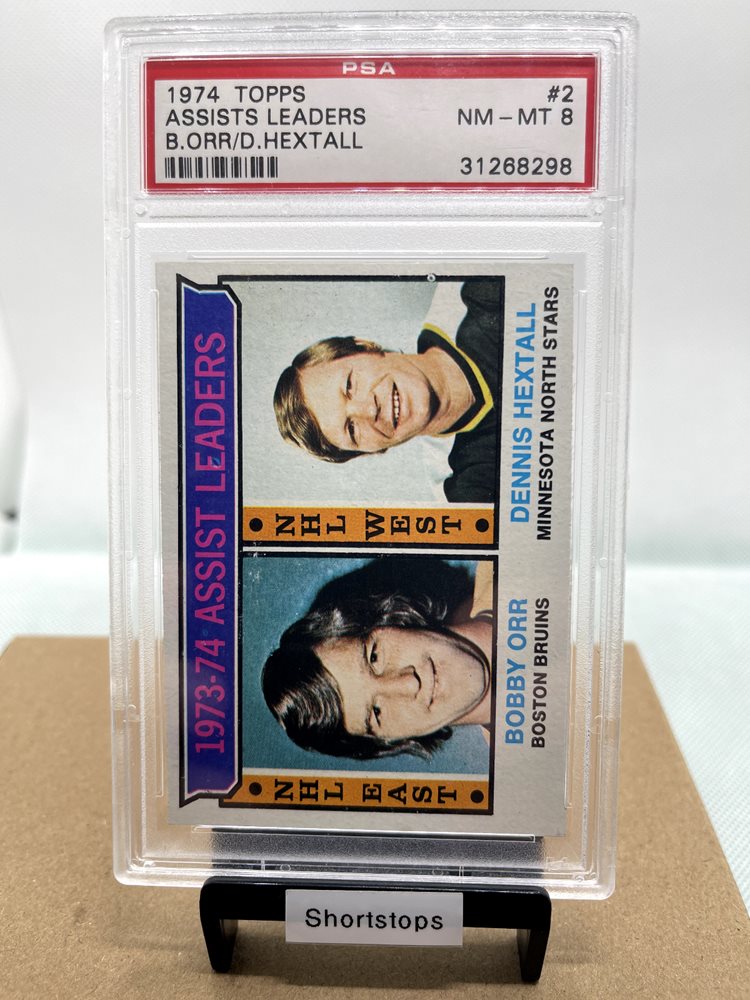 PSA
1974 TOPPS #2
ASSISTS LEADERS NM - MT 8
B.ORR/D.HEXTALL
31268298
1973-74 ASSIST LEADERS
NHL EAST
NHL WEST
BOBBY ORR
BOSTON BRUINS
DENNIS HEXTALL
MINNESOTA NORTH STARS
Shortstops